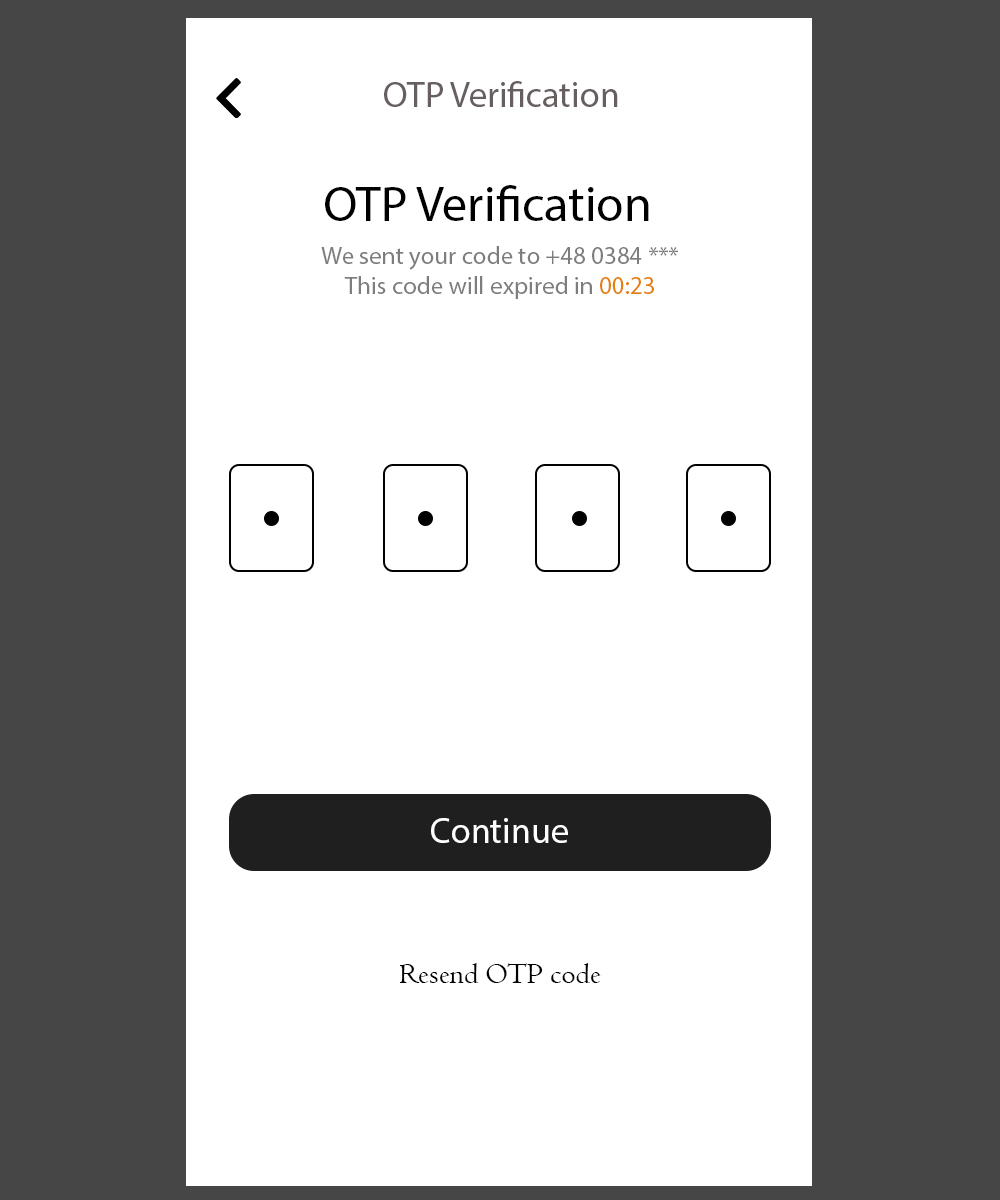 OTP Verification
OTP Verification
We sent your code to +48 0384 ***
This code will expired in 00:23
Continue
Resend OTP code